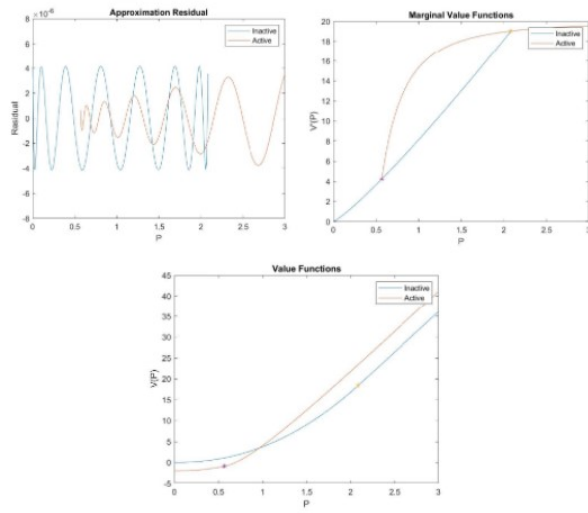 Approximation Residual
×10⁻⁶
8
6
4
2
0
-2
-4
-6
-8
Residual
0 0.5 1 1.5 2 2.5 3
P
Inactive
Active
Marginal Value Functions
20
18
16
14
12
10
8
6
4
2
0
V'(P)
0 0.5 1 1.5 2 2.5 3
P
Inactive
Active
Value Functions
45
40
35
30
25
20
15
10
5
0
-5
V(P)
0 0.5 1 1.5 2 2.5 3
P
Inactive
Active